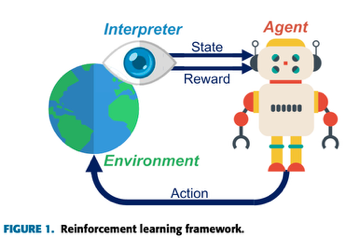 Interpreter
Agent
State
Reward
Environment
Action
FIGURE 1. Reinforcement learning framework.